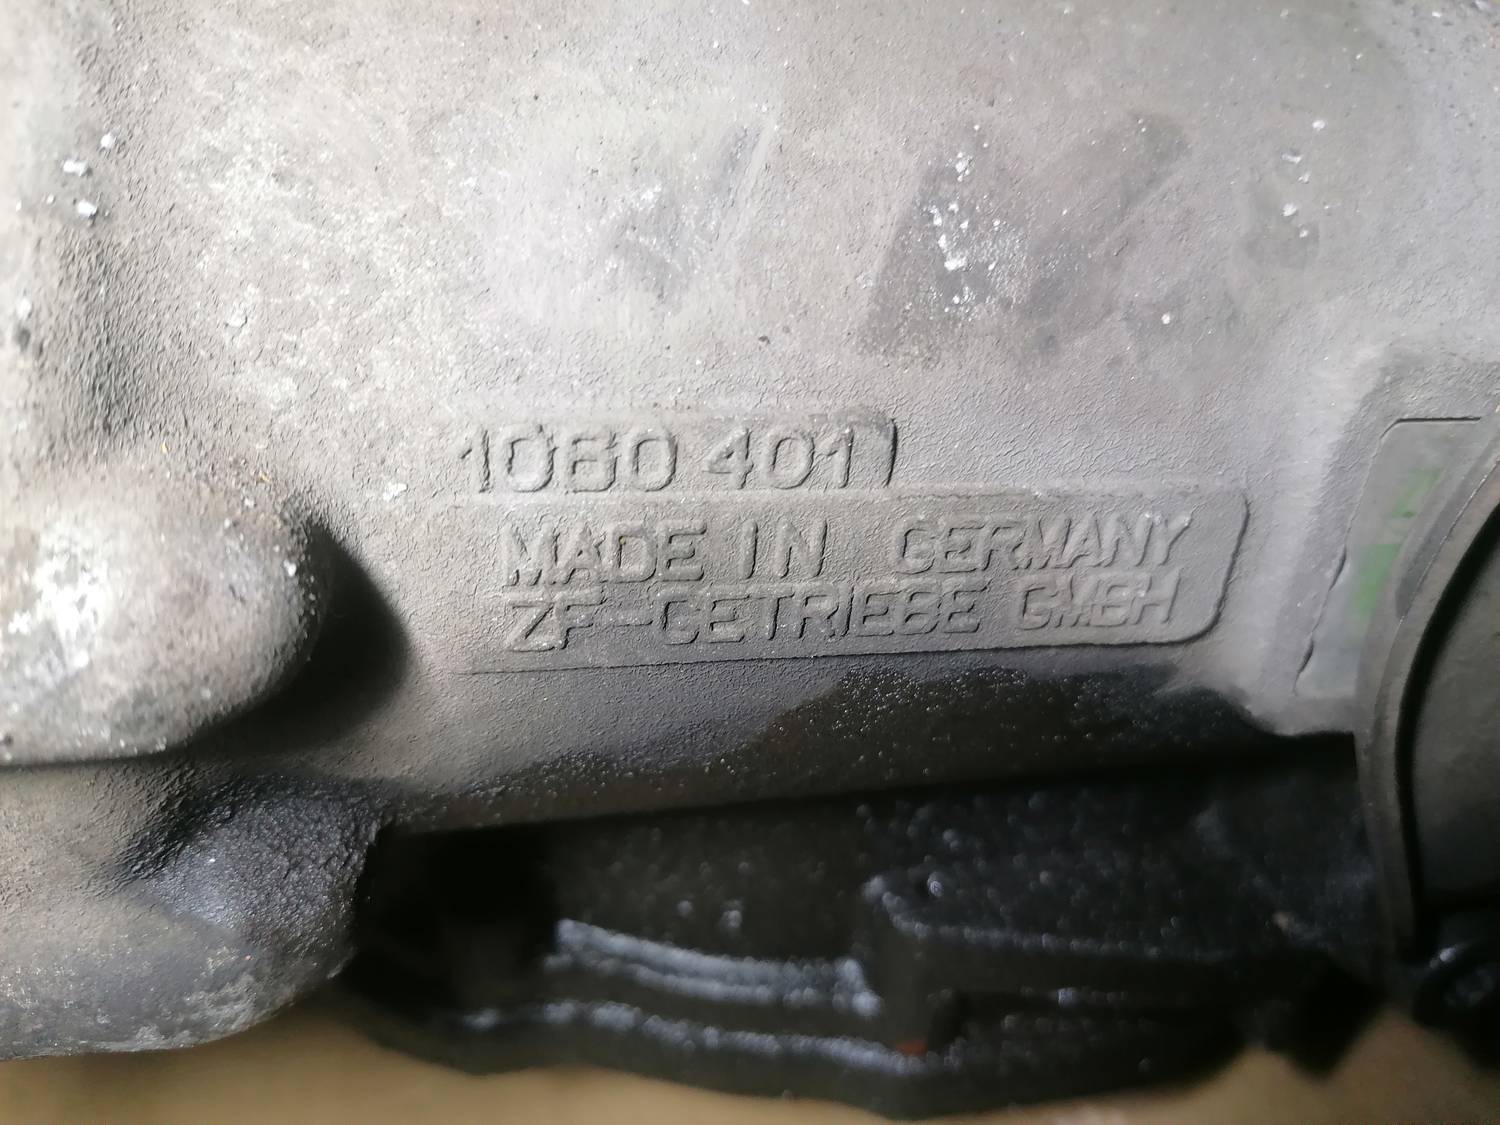 1060 401
MADE IN GERMANY
ZF-GETRIEBE GMBH